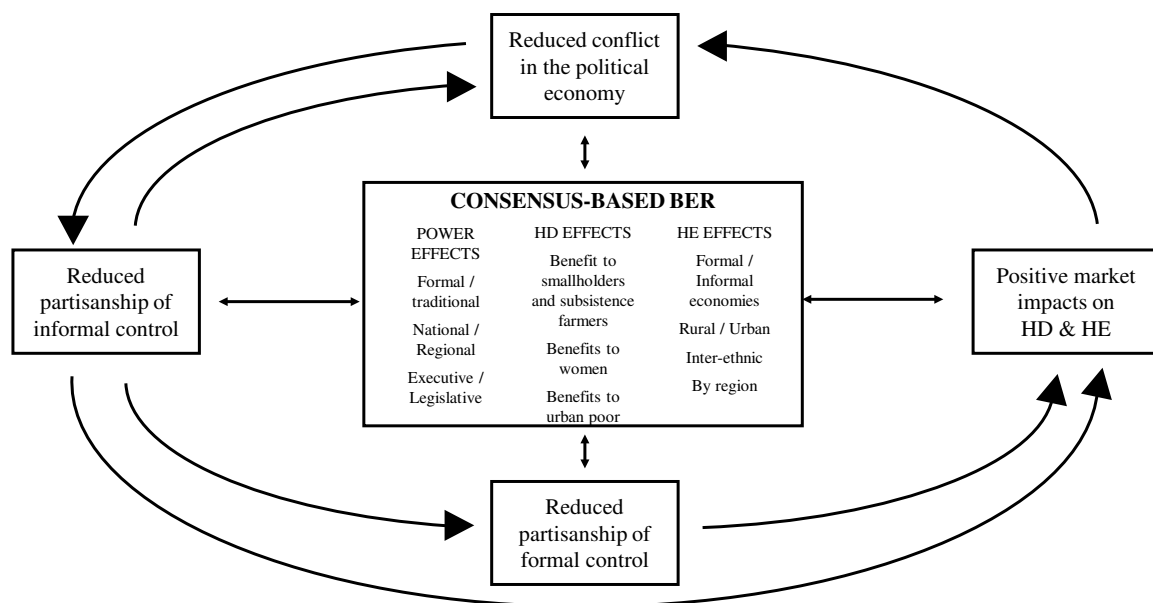 Reduced conflict
in the political
economy
CONSENSUS-BASED BER
POWER
EFFECTS
Formal /
traditional
National /
Regional
Executive /
Legislative
HD EFFECTS
Benefit to
smallholders
and subsistence
farmers
Benefits to
women
Benefits to
urban poor
HE EFFECTS
Formal /
Informal
economies
Rural / Urban
Inter-ethnic
By region
Reduced
partisanship of
informal control
Positive market
impacts on
HD & HE
Reduced
partisanship of
formal control